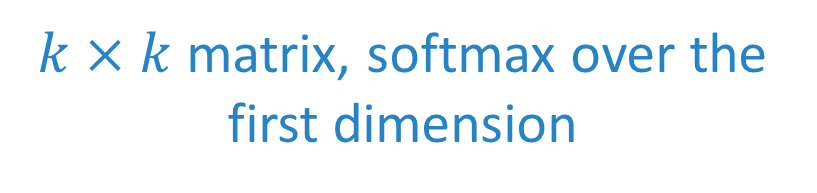 k × k matrix, softmax over the
first dimension